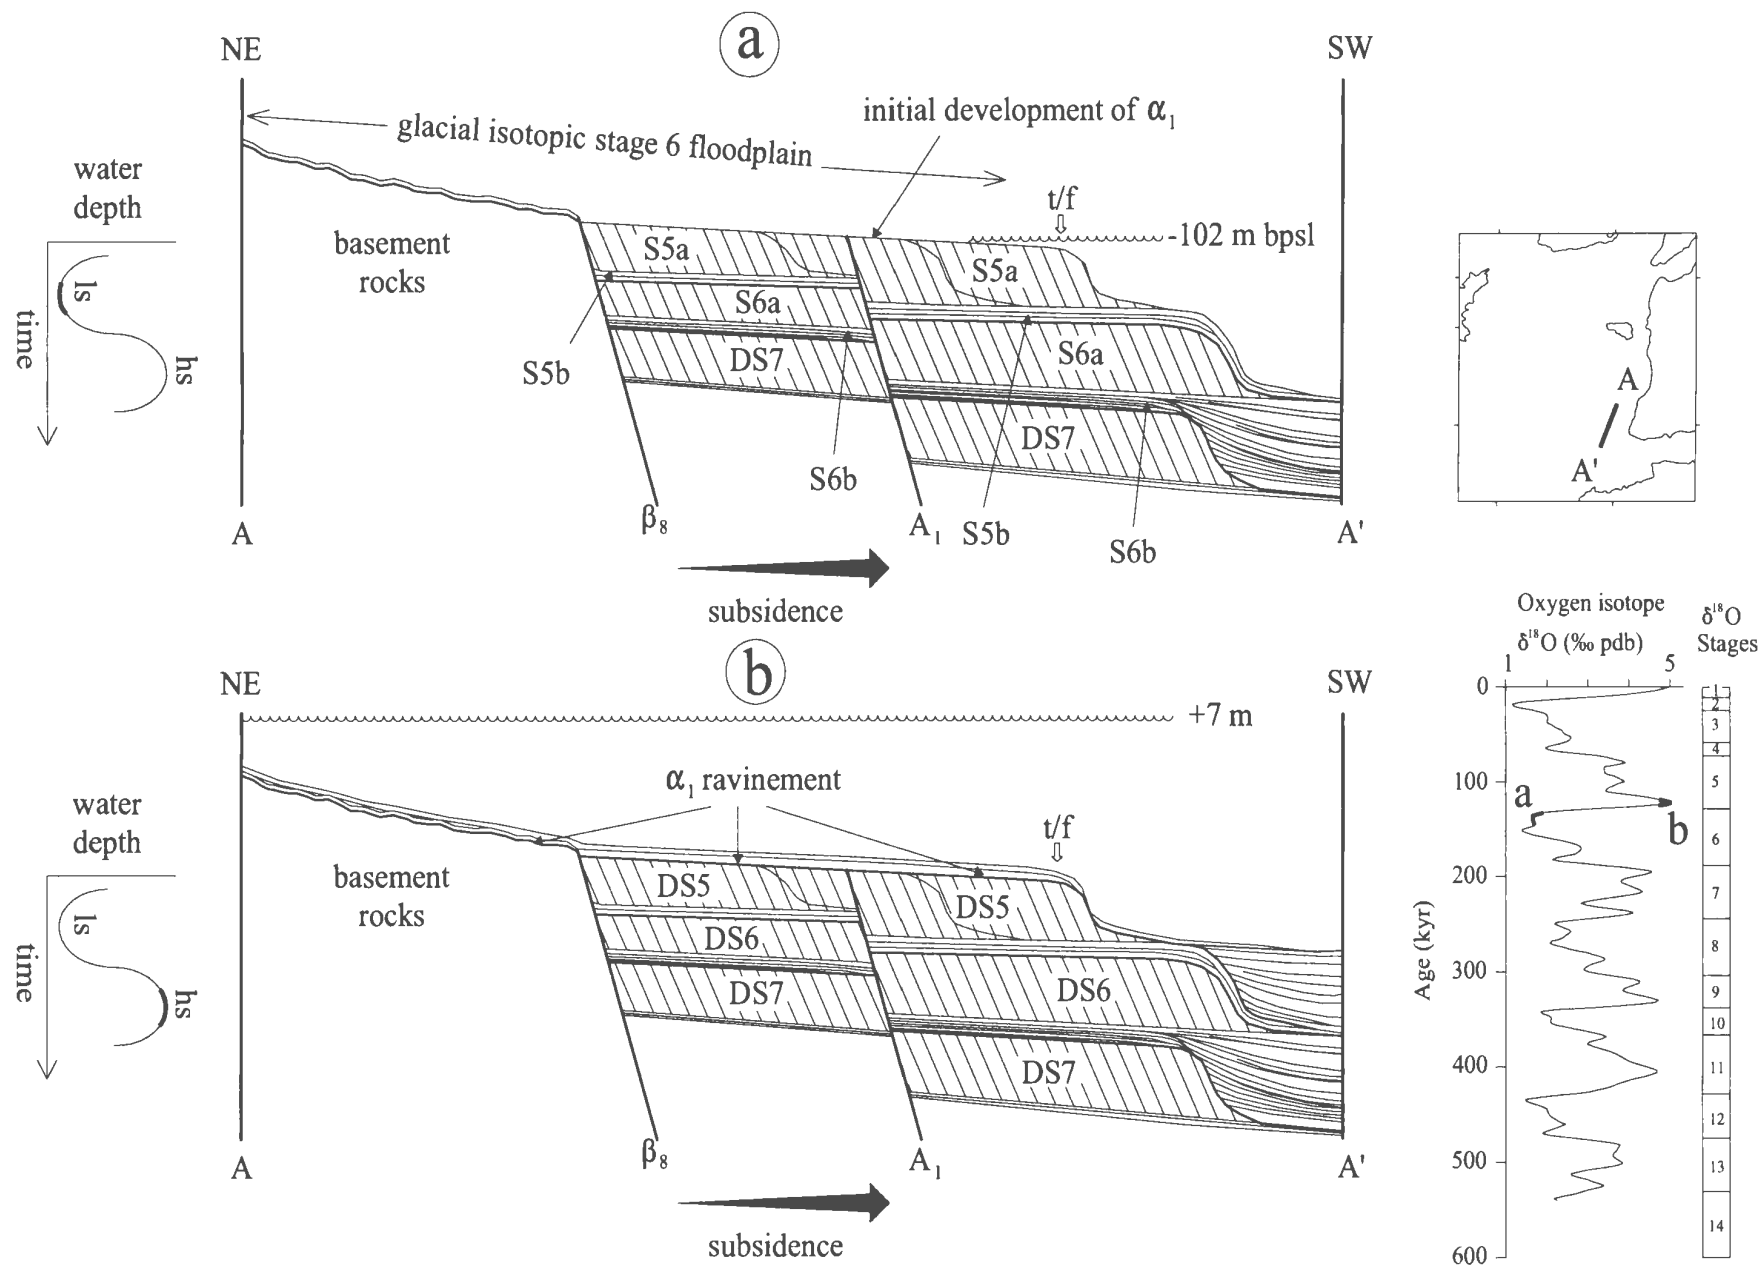 a
NE
SW
initial development of α₁
glacial isotopic stage 6 floodplain
water
depth
ls
hs
time
t/f
-102 m bpsl
basement
rocks
S5a
S5a
S6a
S6a
DS7
DS7
S5b
S6b
S5b
S6b
A
β₈
A₁
A'
subsidence
A
A'
b
NE
SW
+7 m
α₁ ravinement
water
depth
ls
hs
time
t/f
basement
rocks
DS5
DS5
DS6
DS6
DS7
DS7
A
β₈
A₁
A'
subsidence
Oxygen isotope
δ¹⁸O (‰ pdb)
δ¹⁸O
Stages
1 5
0
100
200
300
400
500
600
Age (kyr)
a
b
1
2
3
4
5
6
7
8
9
10
11
12
13
14